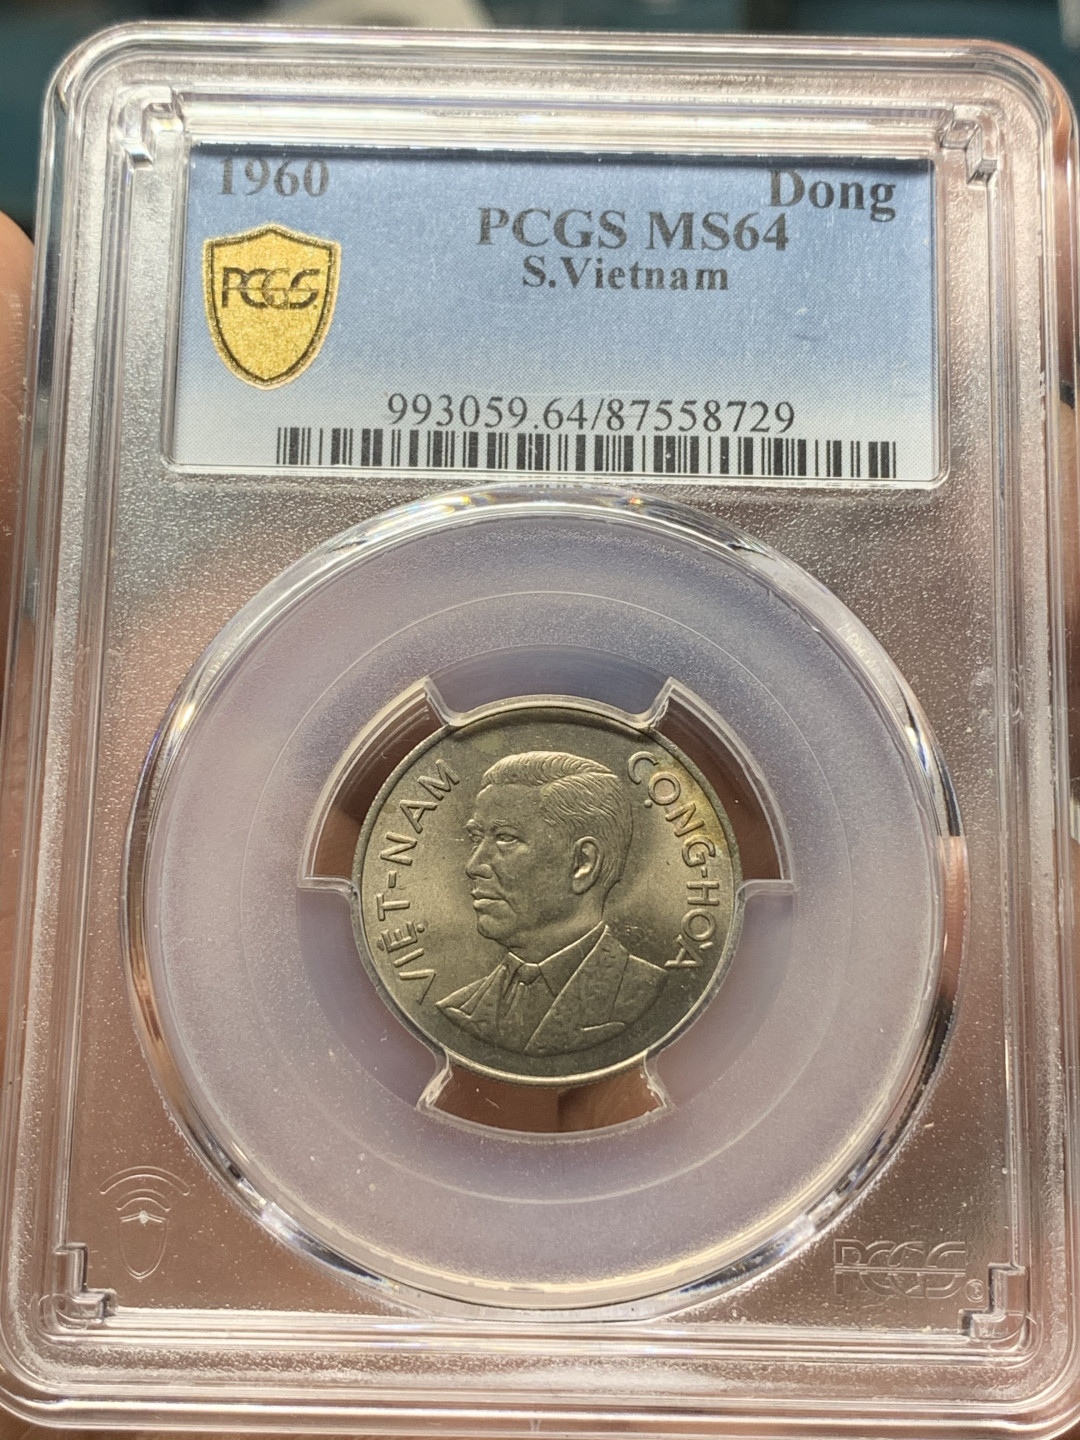 1960
Dong
PCGS MS64
S.Vietnam
PCGS
993059.64/87558729
VIỆT-NAM
CỘNG-HÒA
PCGS